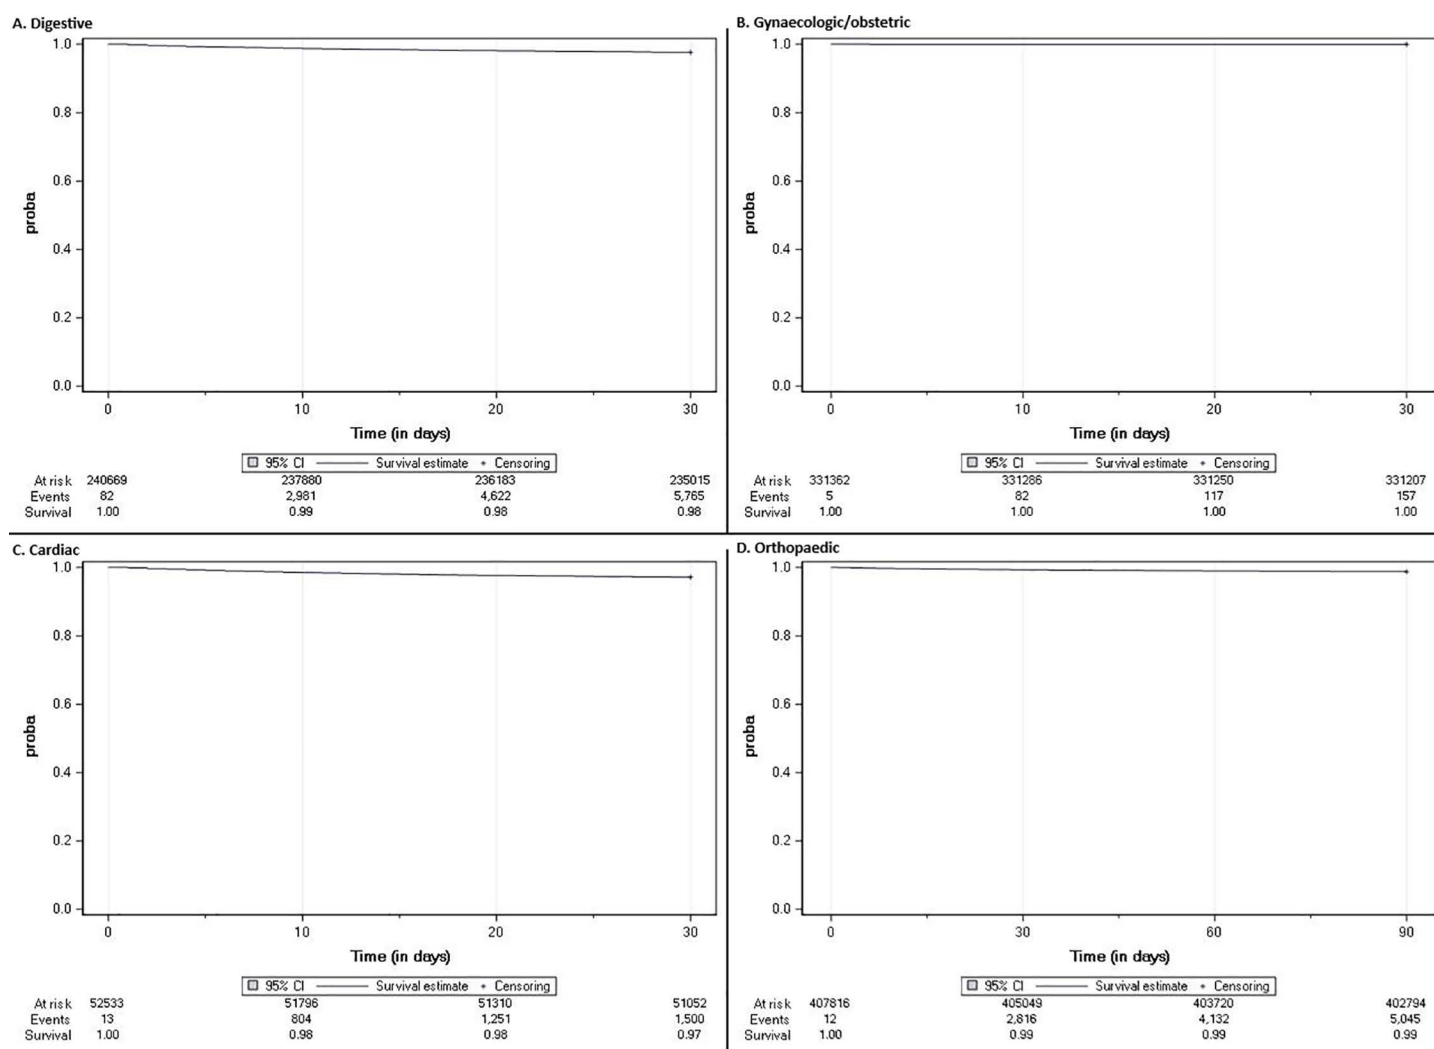 A. Digestive
1.0
0.8
0.6
0.4
0.2
0.0
proba
0 10 20 30
Time (in days)
95% CI Survival estimate + Censoring
At risk 240669 237880 236183 235015
Events 82 2,981 4,622 5,765
Survival 1.00 0.99 0.98 0.98
B. Gynaecologic/obstetric
1.0
0.8
0.6
0.4
0.2
0.0
proba
0 10 20 30
Time (in days)
95% CI Survival estimate + Censoring
At risk 331362 331286 331250 331207
Events 5 82 117 157
Survival 1.00 1.00 1.00 1.00
C. Cardiac
1.0
0.8
0.6
0.4
0.2
0.0
proba
0 10 20 30
Time (in days)
95% CI Survival estimate + Censoring
At risk 52533 51796 51310 51052
Events 13 804 1,251 1,500
Survival 1.00 0.98 0.98 0.97
D. Orthopaedic
1.0
0.8
0.6
0.4
0.2
0.0
proba
0 30 60 90
Time (in days)
95% CI Survival estimate + Censoring
At risk 407816 405049 403720 402794
Events 12 2,816 4,132 5,045
Survival 1.00 0.99 0.99 0.99